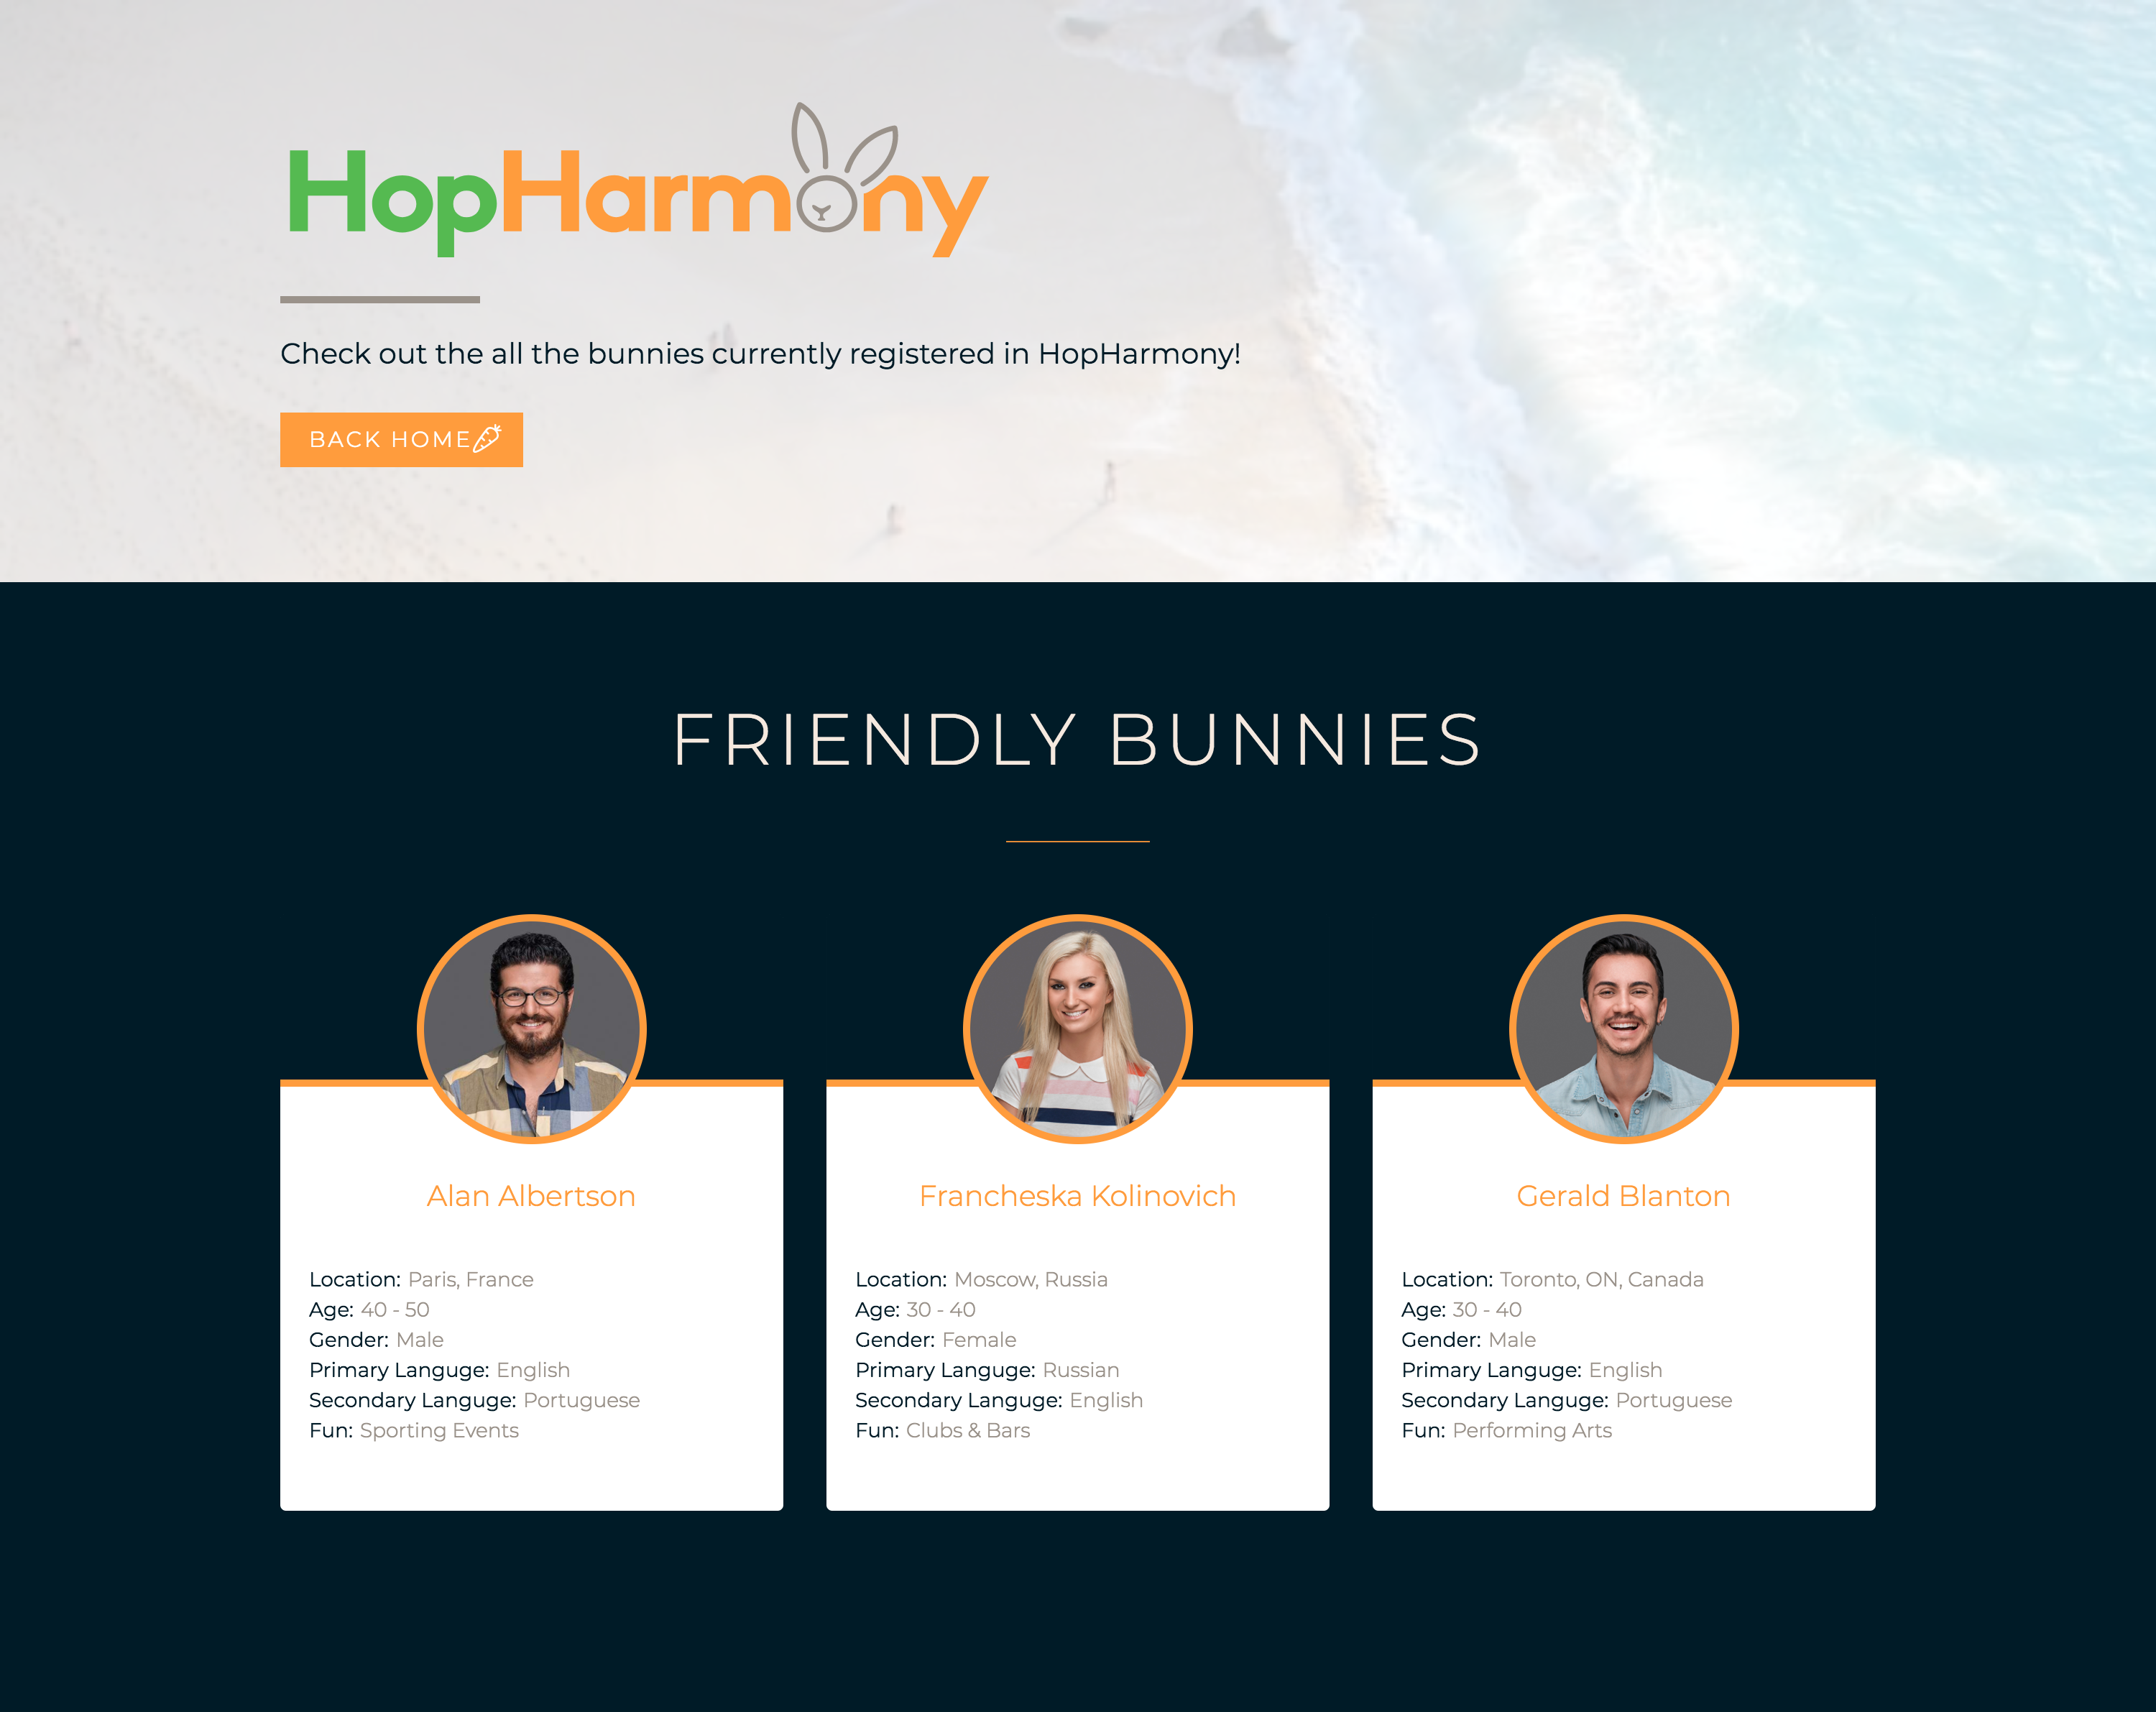 HopHarmony
Check out the all the bunnies currently registered in HopHarmony!
BACK HOME
FRIENDLY BUNNIES
Alan Albertson
Location: Paris, France
Age: 40 - 50
Gender: Male
Primary Languge: English
Secondary Languge: Portuguese
Fun: Sporting Events
Francheska Kolinovich
Location: Moscow, Russia
Age: 30 - 40
Gender: Female
Primary Languge: Russian
Secondary Languge: English
Fun: Clubs & Bars
Gerald Blanton
Location: Toronto, ON, Canada
Age: 30 - 40
Gender: Male
Primary Languge: English
Secondary Languge: Portuguese
Fun: Performing Arts